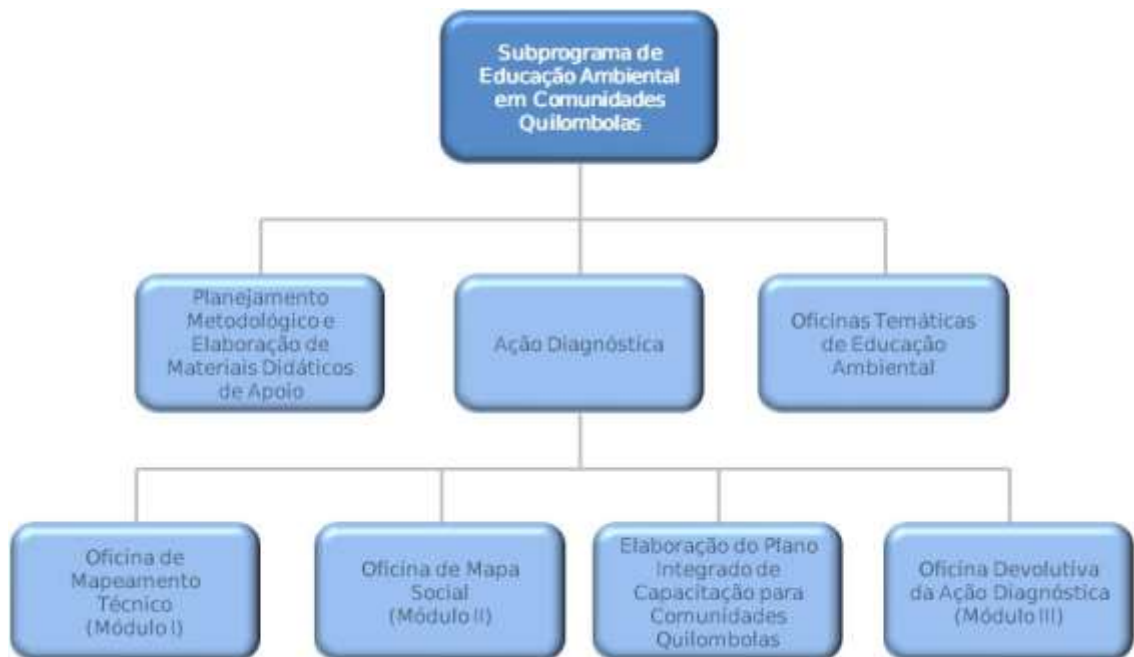 Subprograma de
Educação Ambiental
em Comunidades
Quilombolas
Planejamento
Metodológico e
Elaboração de
Materiais Didáticos
de Apoio
Ação Diagnóstica
Oficinas Temáticas
de Educação
Ambiental
Oficina de
Mapeamento
Técnico
(Módulo I)
Oficina de Mapa
Social
(Módulo II)
Elaboração do Plano
Integrado de
Capacitação para
Comunidades
Quilombolas
Oficina Devolutiva
da Ação Diagnóstica
(Módulo III)